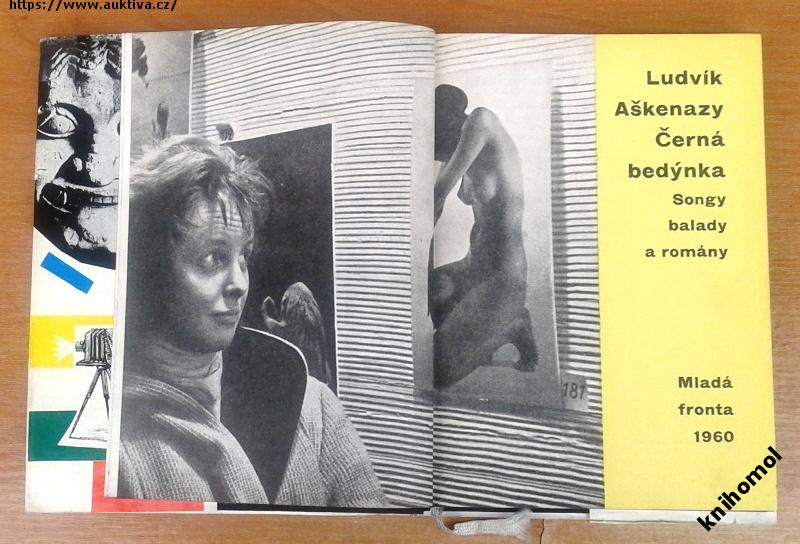 https://www.auktiva.cz/
Ludvík
Aškenazy
Černá
bedýnka
Songy
balady
a romány
181
Mladá
fronta
1960
knihomol